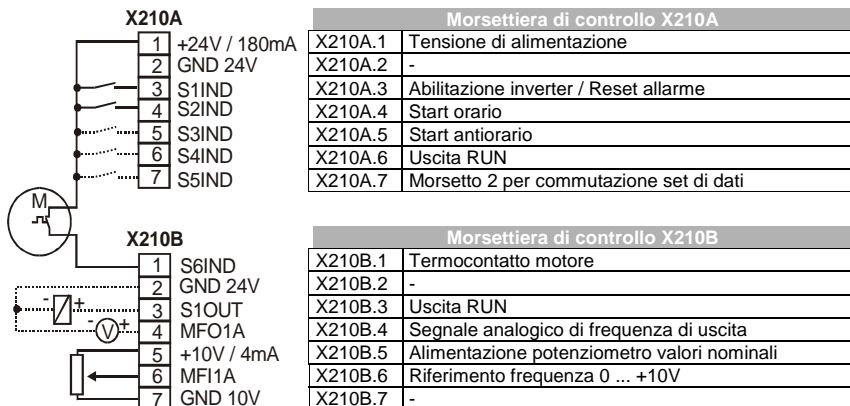 X210A
1 +24V / 180mA
2 GND 24V
3 S1IND
4 S2IND
5 S3IND
6 S4IND
7 S5IND
M
Morsettiera di controllo X210A
X210A.1 Tensione di alimentazione
X210A.2 -
X210A.3 Abilitazione inverter / Reset allarme
X210A.4 Start orario
X210A.5 Start antiorario
X210A.6 Uscita RUN
X210A.7 Morsetto 2 per commutazione set di dati
X210B
1 S6IND
2 GND 24V
3 S1OUT
4 MFO1A
5 +10V / 4mA
6 MFI1A
7 GND 10V
- +
- V +
Morsettiera di controllo X210B
X210B.1 Termocontatto motore
X210B.2 -
X210B.3 Uscita RUN
X210B.4 Segnale analogico di frequenza di uscita
X210B.5 Alimentazione potenziometro valori nominali
X210B.6 Riferimento frequenza 0 ... +10V
X210B.7 -